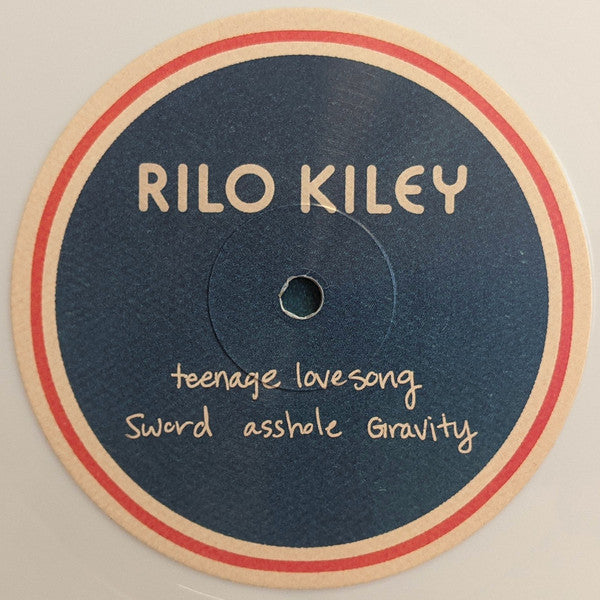 RILO KILEY
teenage lovesong
Sword asshole Gravity